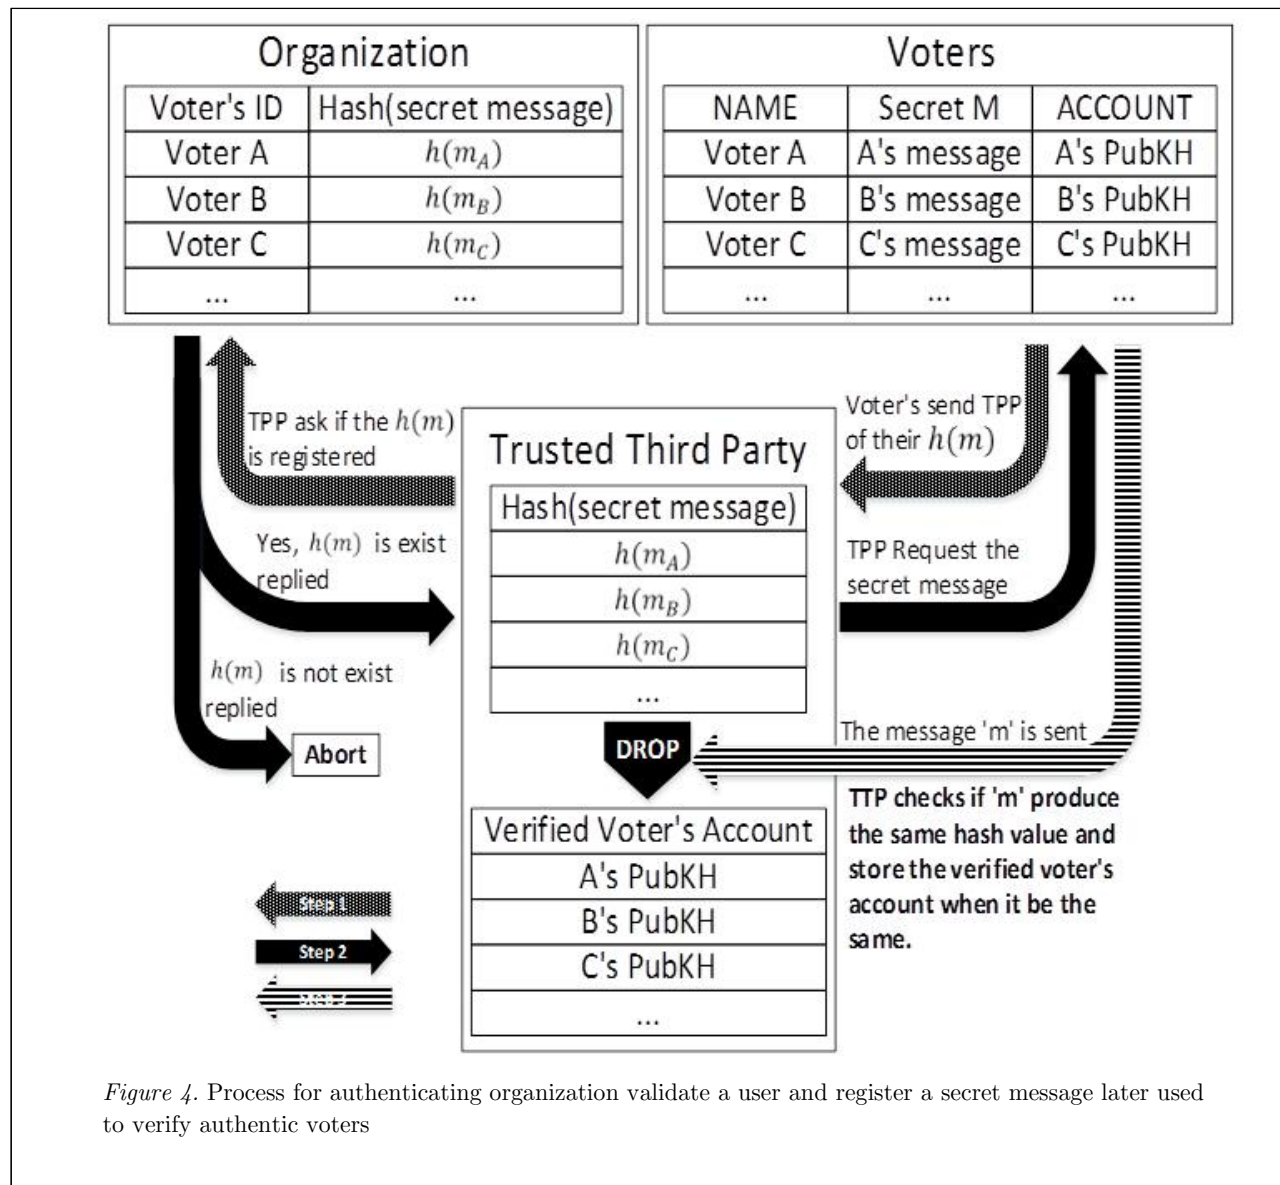 Organization
Voter's ID Hash(secret message)
Voter A h(m_A)
Voter B h(m_B)
Voter C h(m_C)
... ...
Voters
NAME Secret M ACCOUNT
Voter A A's message A's PubKH
Voter B B's message B's PubKH
Voter C C's message C's PubKH
... ... ...
TPP ask if the h(m)
is registered
Yes, h(m) is exist
replied
h(m) is not exist
replied
Abort
Trusted Third Party
Hash(secret message)
h(m_A)
h(m_B)
h(m_C)
...
DROP
Verified Voter's Account
A's PubKH
B's PubKH
C's PubKH
...
Voter's send TPP
of their h(m)
TPP Request the
secret message
The message 'm' is sent
TTP checks if 'm' produce
the same hash value and
store the verified voter's
account when it be the
same.
Step 1
Step 2
Step 3
Figure 4. Process for authenticating organization validate a user and register a secret message later used
to verify authentic voters